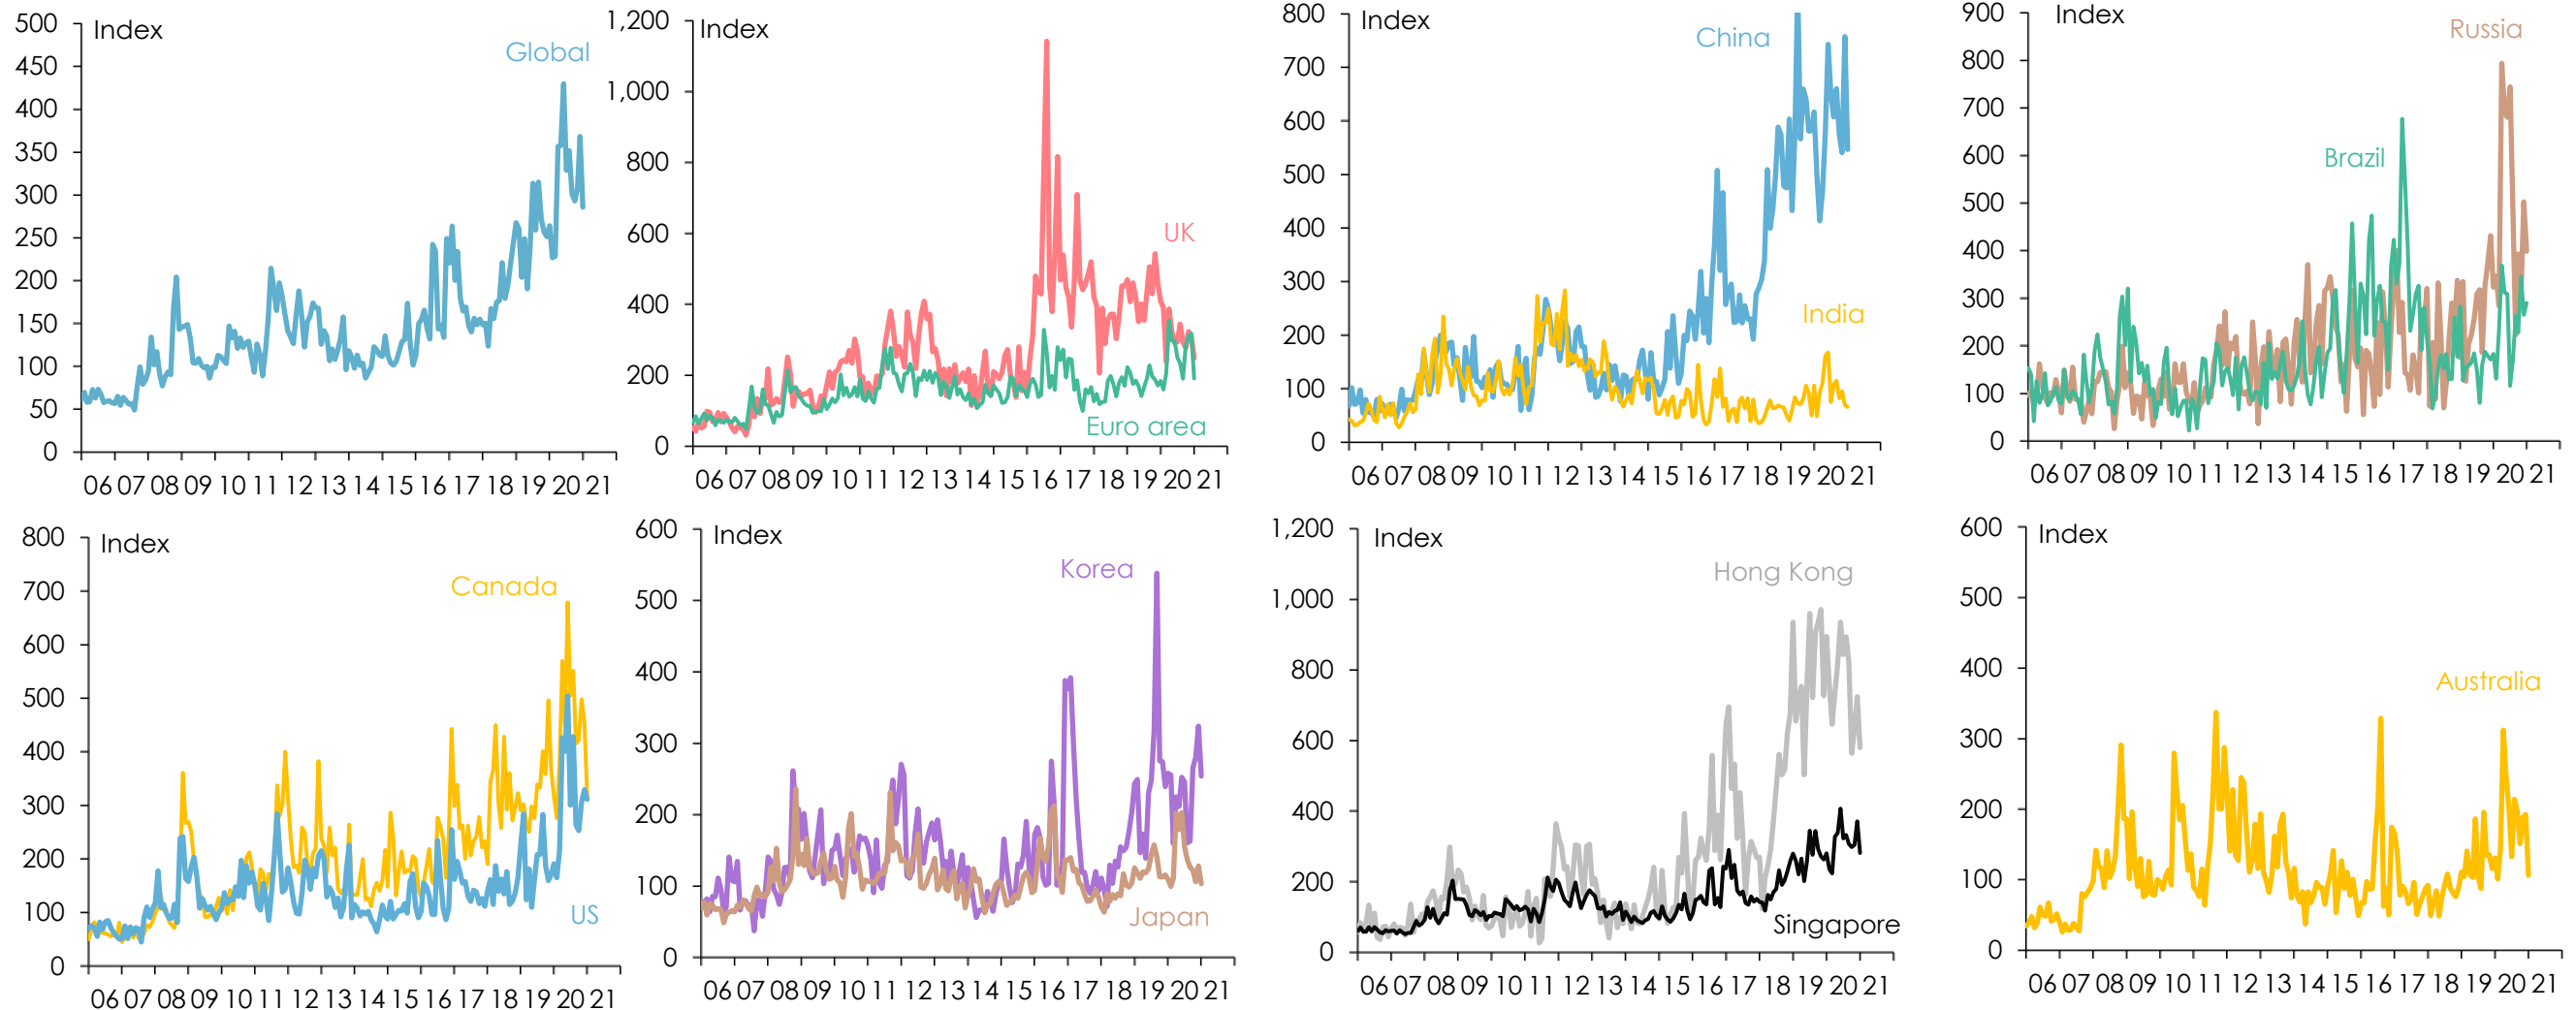 Index
Global
500
450
400
350
300
250
200
150
100
50
0
06 07 08 09 10 11 12 13 14 15 16 17 18 19 20 21
Index
UK
Euro area
1,200
1,000
800
600
400
200
0
06 07 08 09 10 11 12 13 14 15 16 17 18 19 20 21
Index
China
India
800
700
600
500
400
300
200
100
0
06 07 08 09 10 11 12 13 14 15 16 17 18 19 20 21
Index
Russia
Brazil
900
800
700
600
500
400
300
200
100
0
06 07 08 09 10 11 12 13 14 15 16 17 19 20 21
Index
Canada
US
800
700
600
500
400
300
200
100
0
06 07 08 09 10 11 12 13 14 15 16 17 18 19 20 21
Index
Korea
Japan
600
500
400
300
200
100
0
06 07 08 09 10 11 12 13 14 15 16 17 18 19 20 21
Index
Hong Kong
Singapore
1,200
1,000
800
600
400
200
0
06 07 08 09 10 11 12 13 14 15 16 17 18 19 20 21
Index
Australia
600
500
400
300
200
100
0
06 07 08 09 10 11 12 13 14 15 16 17 18 19 20 21